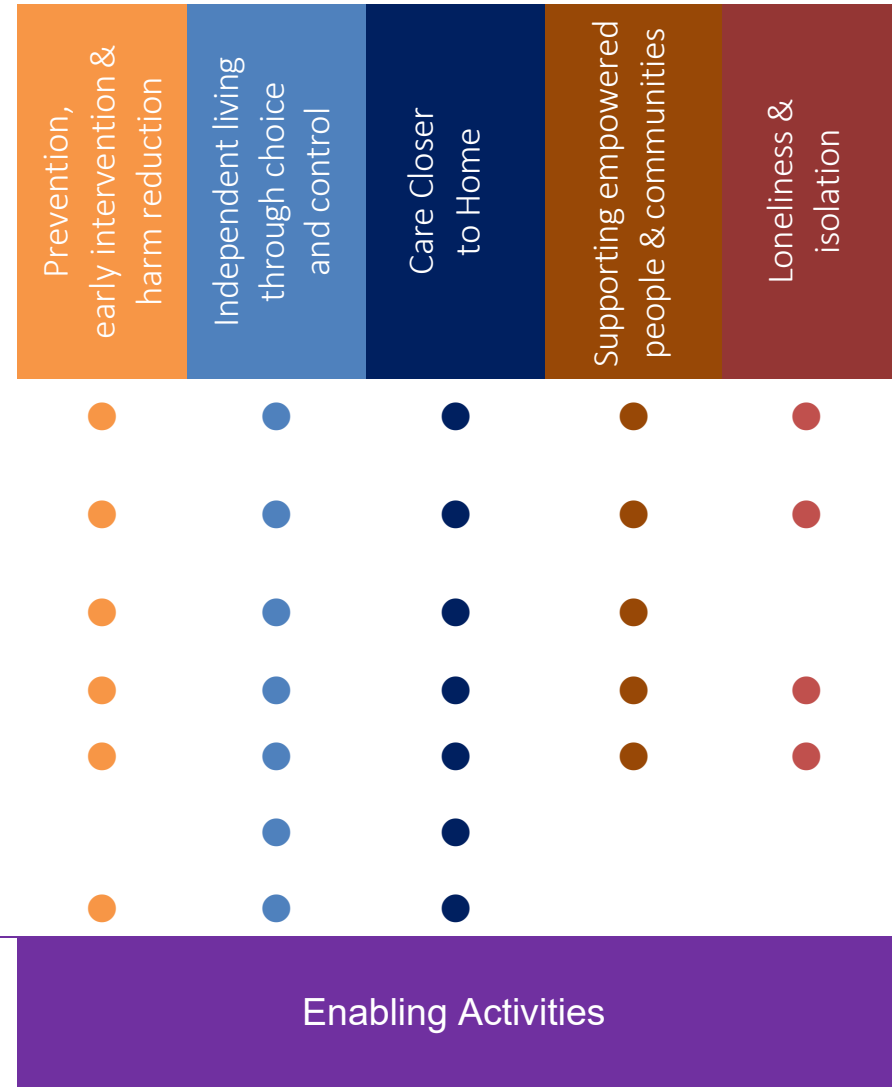 Prevention,
early intervention &
harm reduction
Independent living
through choice
and control
Care Closer
to Home
Supporting empowered
people & communities
Loneliness &
isolation
Enabling Activities